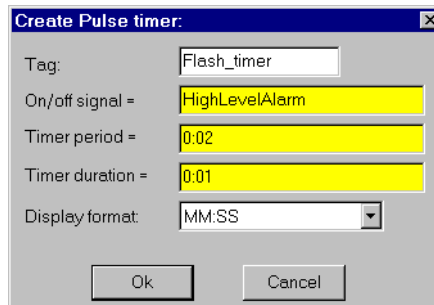 Create Pulse timer:
Tag: Flash_timer
On/off signal = HighLevelAlarm
Timer period = 0:02
Timer duration = 0:01
Display format: MM:SS
Ok Cancel